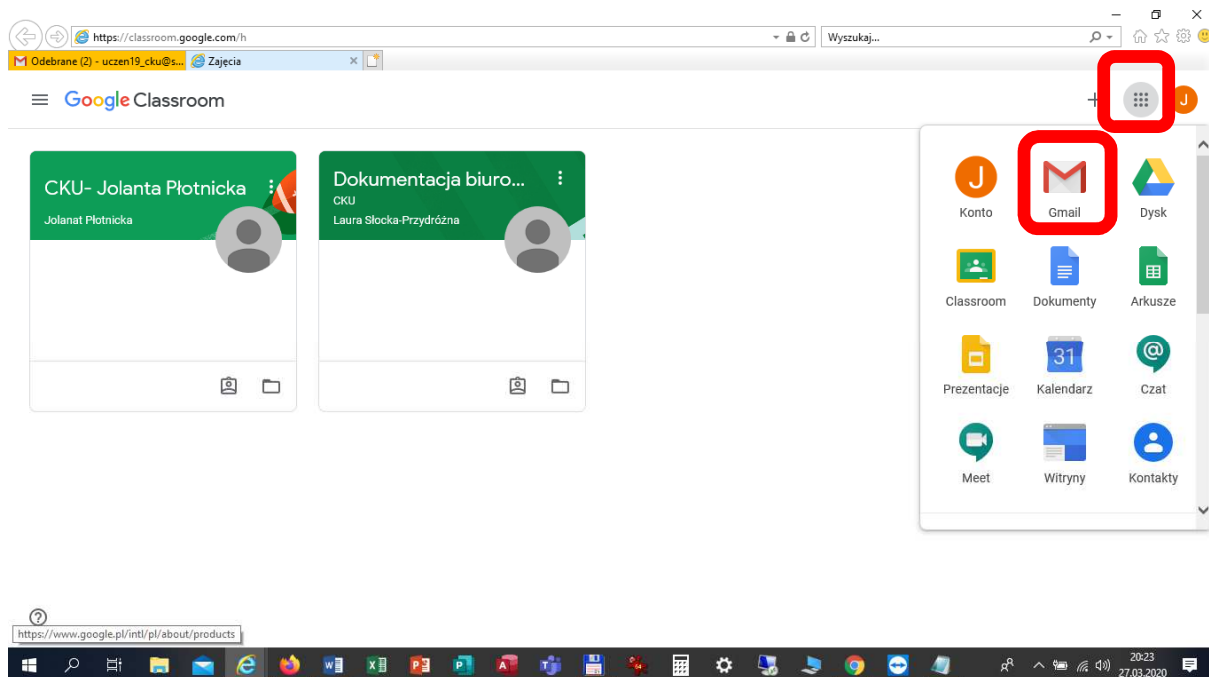 https://classroom.google.com/h
Wyszukaj...
Odebrane (2) - uczen19_cku@s...
Zajęcia
Google Classroom
J
CKU- Jolanta Płotnicka
Jolanat Płotnicka
Dokumentacja biuro...
CKU
Laura Słocka-Przydróżna
J
Konto
Gmail
Dysk
Classroom
Dokumenty
Arkusze
31
Prezentacje
Kalendarz
Czat
Meet
Witryny
Kontakty
https://www.google.pl/intl/pl/about/products
20:23
27.03.2020